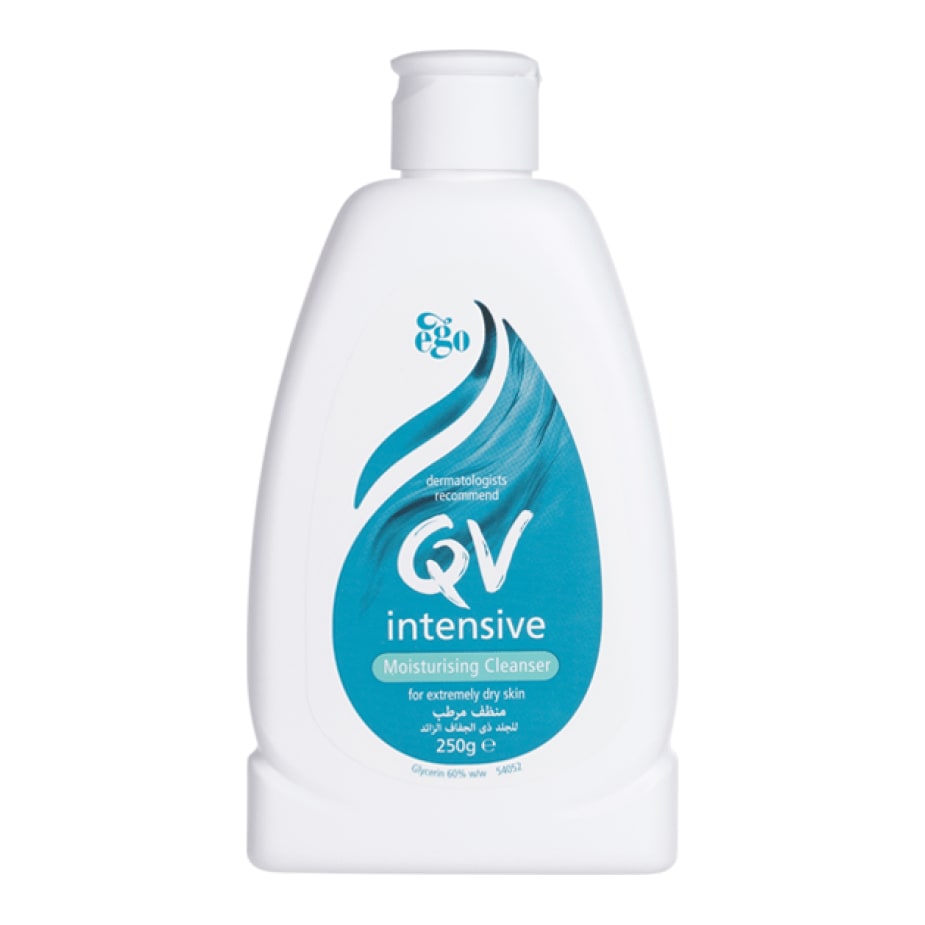 ego
dermatologists
recommend
QV
intensive
Moisturising Cleanser
for extremely dry skin
منظف مرطب
للجلد ذي الجفاف الزائد
250g ℮
Glycerin 60% w/w 54052